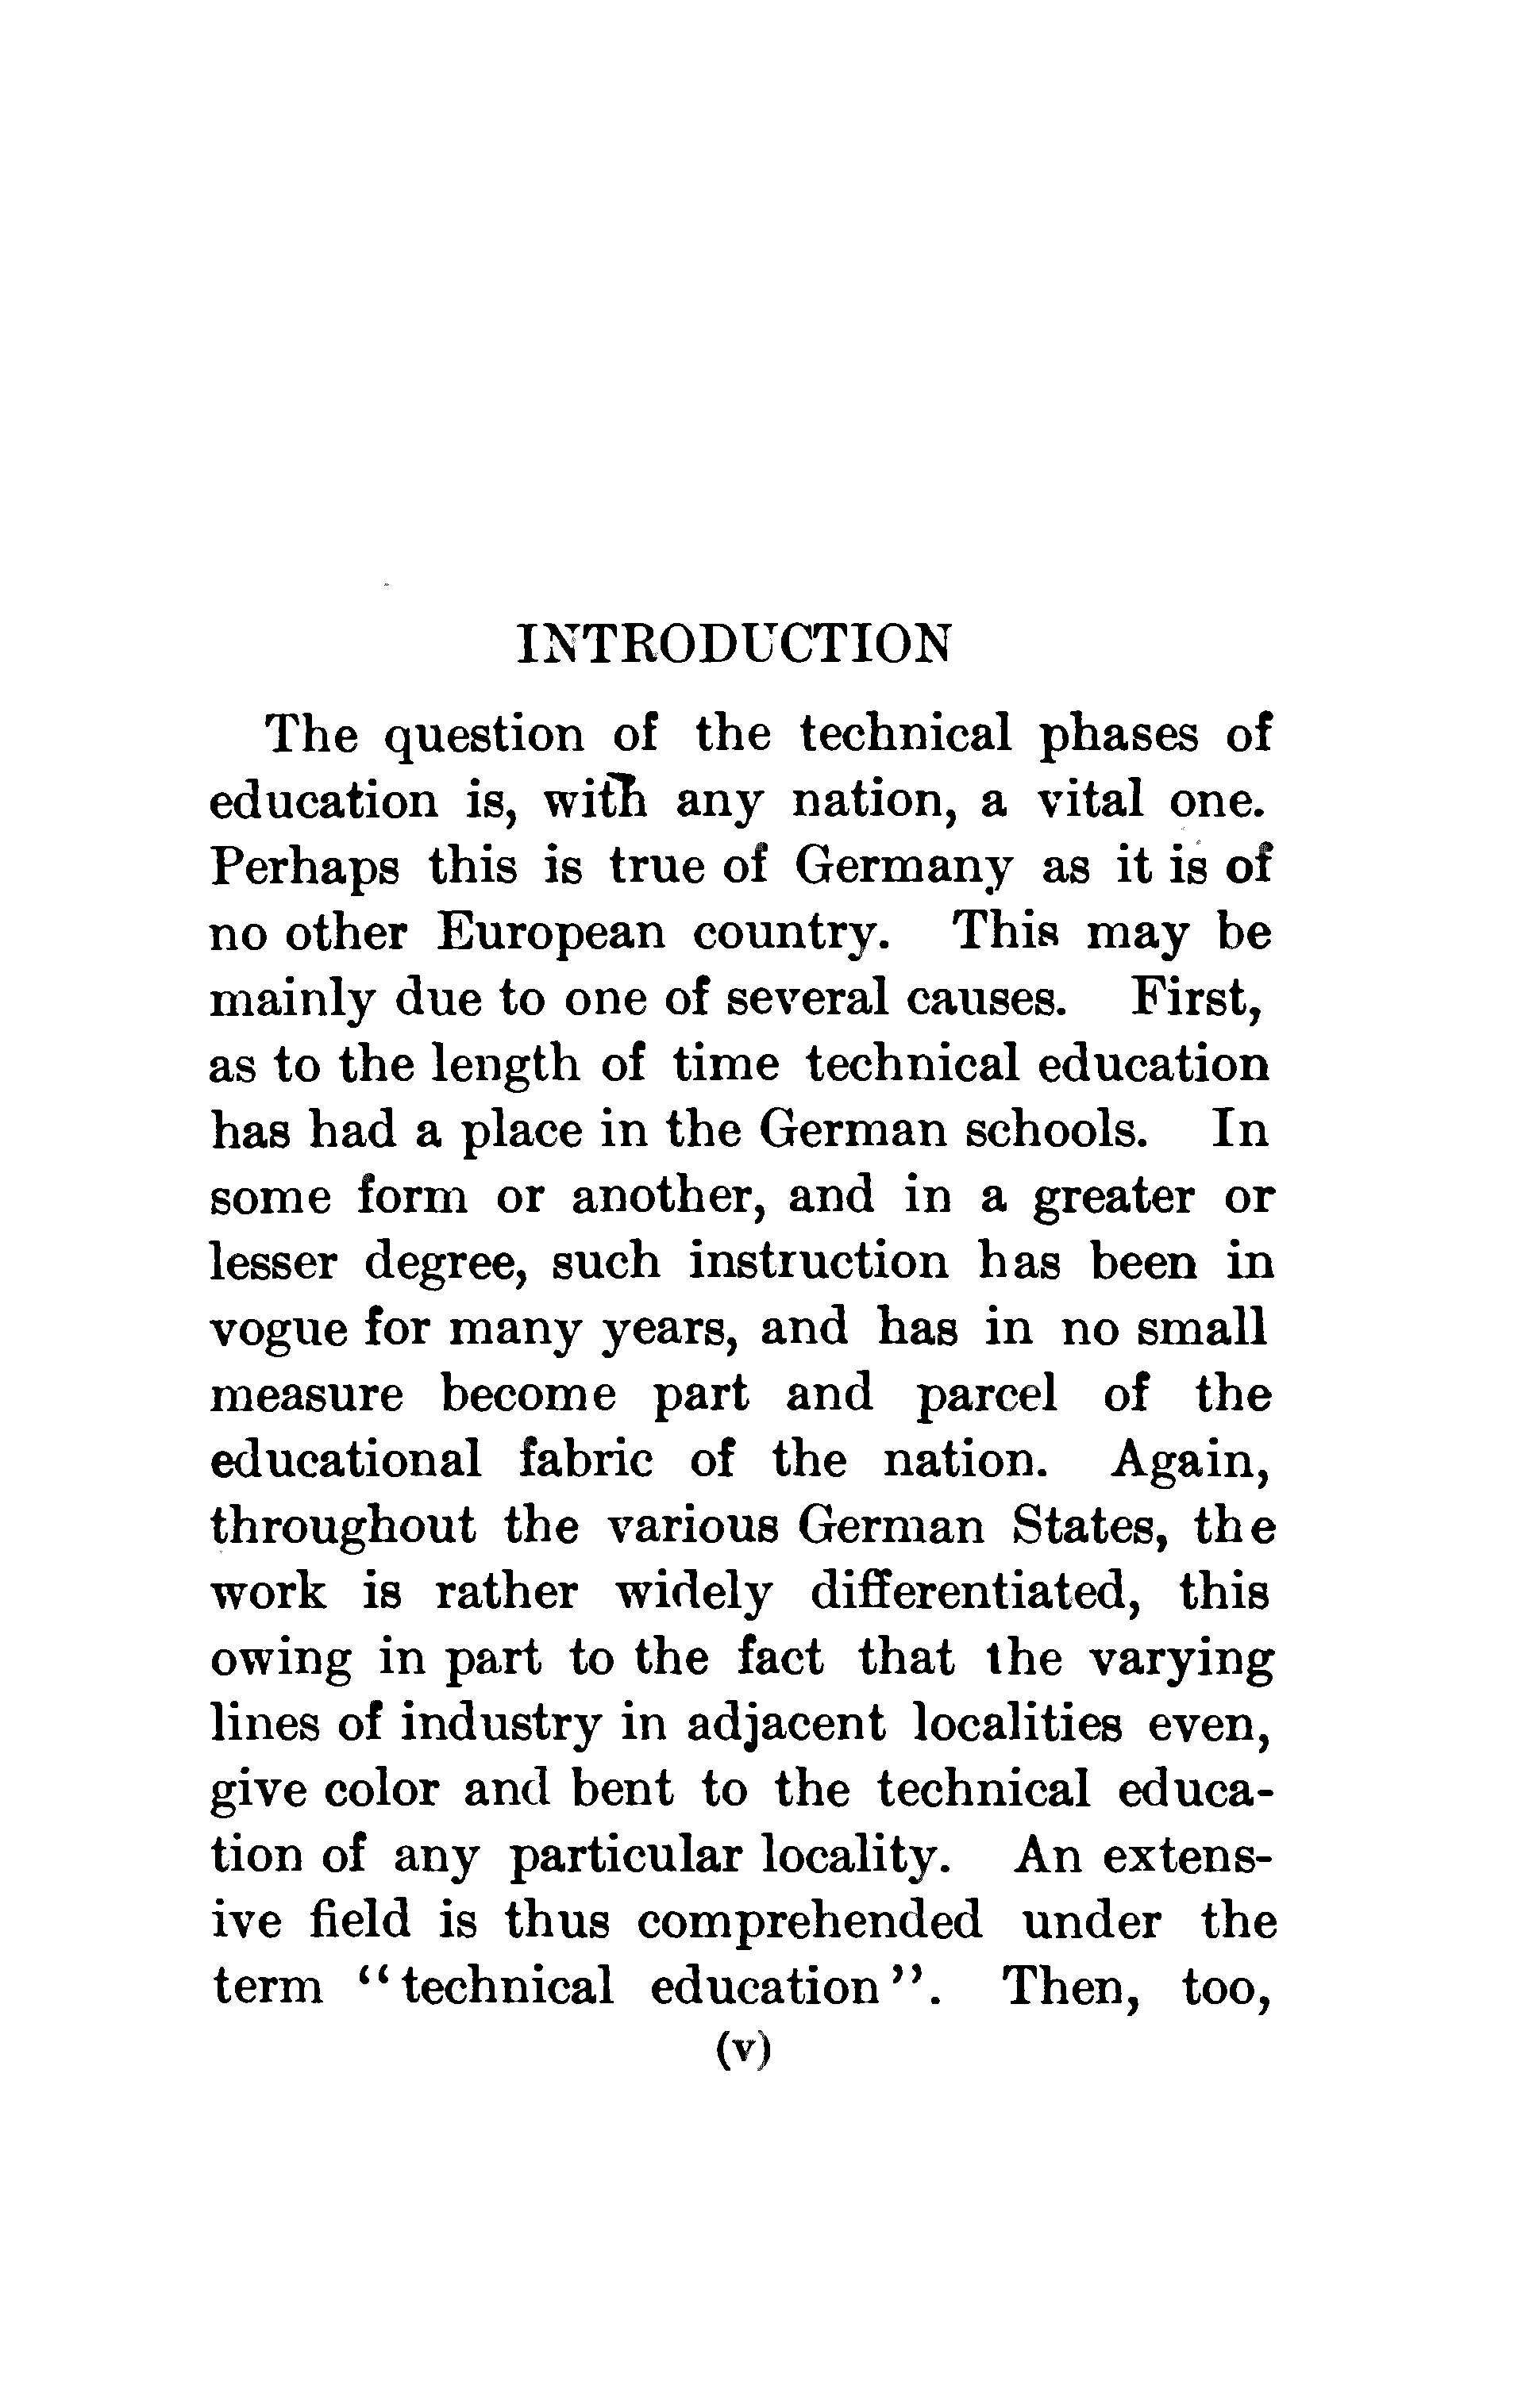 INTRODUCTION
The question of the technical phases of
education is, with any nation, a vital one.
Perhaps this is true of Germany as it is of
no other European country. This may be
mainly due to one of several causes. First,
as to the length of time technical education
has had a place in the German schools. In
some form or another, and in a greater or
lesser degree, such instruction has been in
vogue for many years, and has in no small
measure become part and parcel of the
educational fabric of the nation. Again,
throughout the various German States, the
work is rather widely differentiated, this
owing in part to the fact that the varying
lines of industry in adjacent localities even,
give color and bent to the technical educa-
tion of any particular locality. An extens-
ive field is thus comprehended under the
term “technical education”. Then, too,
(v)